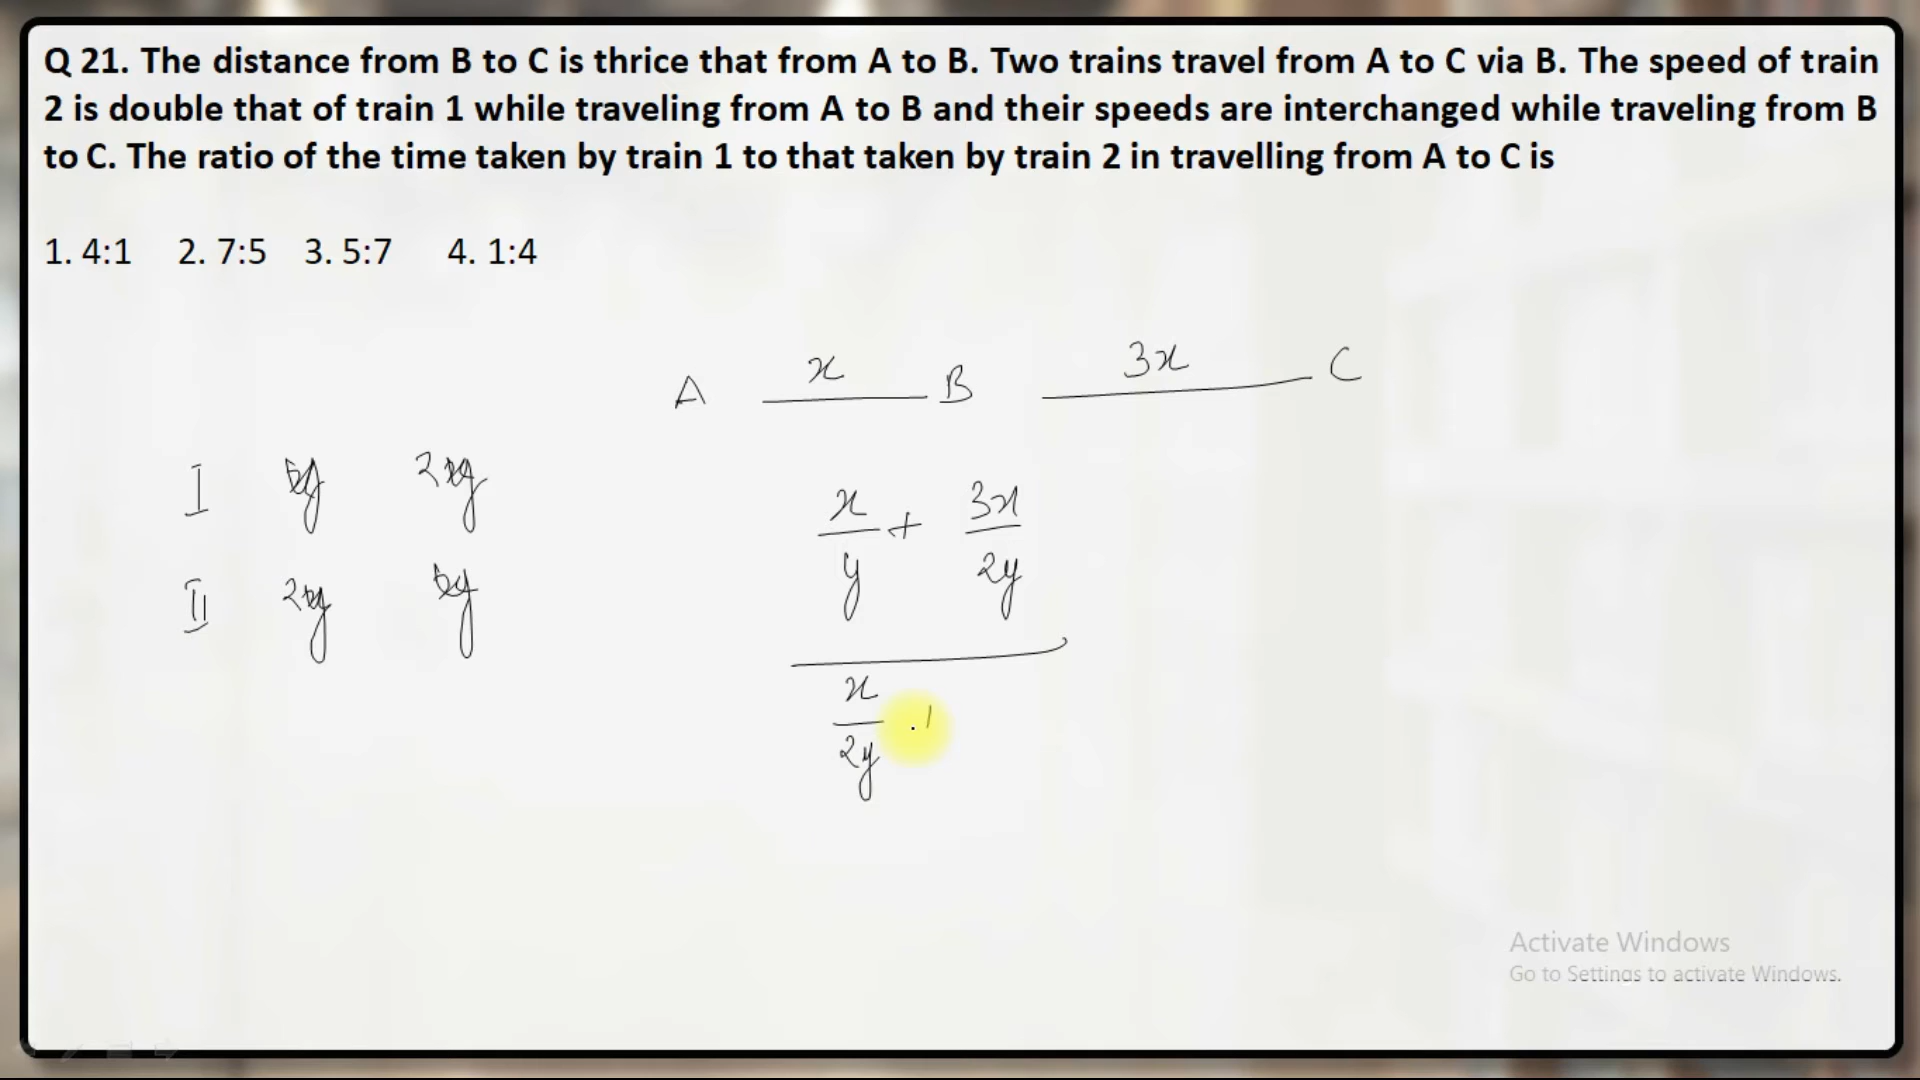 Q 21. The distance from B to C is thrice that from A to B. Two trains travel from A to C via B. The speed of train
2 is double that of train 1 while traveling from A to B and their speeds are interchanged while traveling from B
to C. The ratio of the time taken by train 1 to that taken by train 2 in travelling from A to C is
1. 4:1 2. 7:5 3. 5:7 4. 1:4
A x B 3x C
I y 2y
II 2y y
x/y + 3x/2y
x/2y
Activate Windows
Go to Settings to activate Windows.